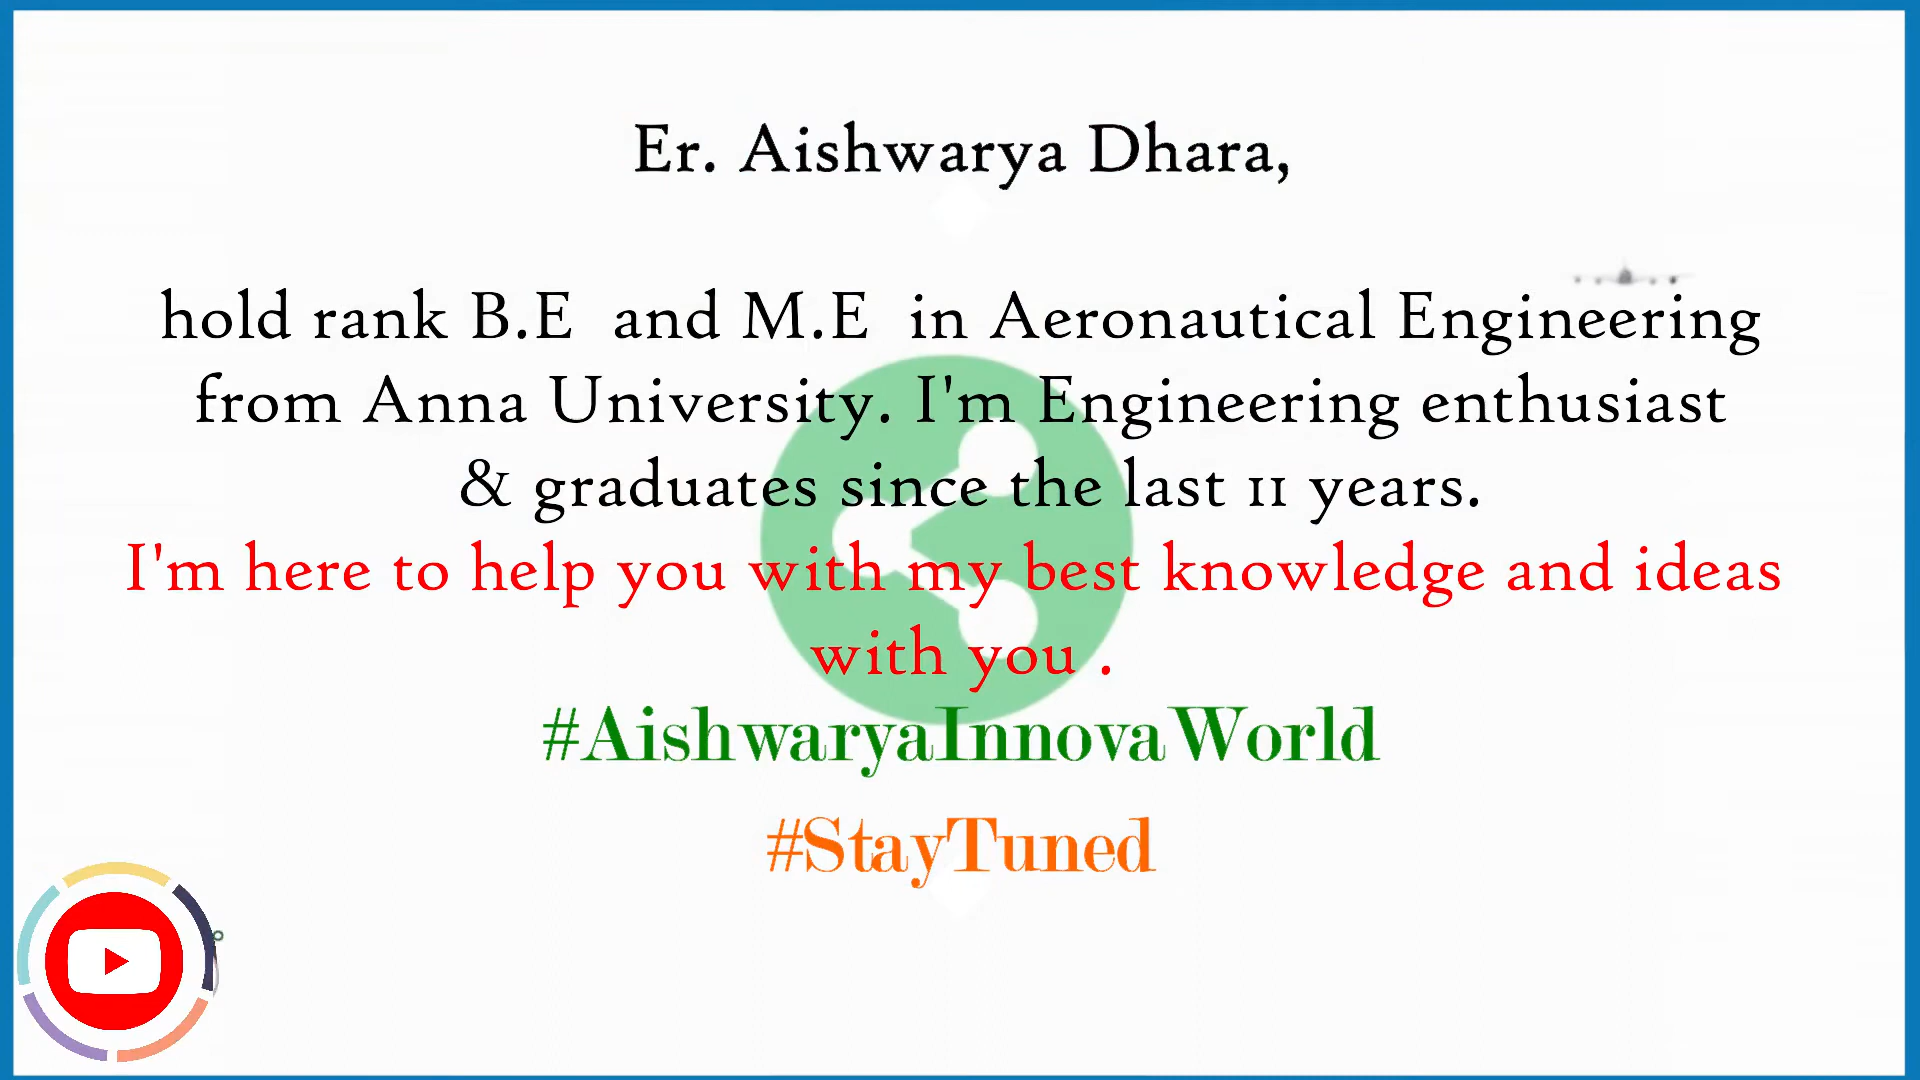 Er. Aishwarya Dhara,
hold rank B.E and M.E in Aeronautical Engineering
from Anna University. I'm Engineering enthusiast
& graduates since the last 11 years.
I'm here to help you with my best knowledge and ideas
with you .
#AishwaryaInnovaWorld
#StayTuned